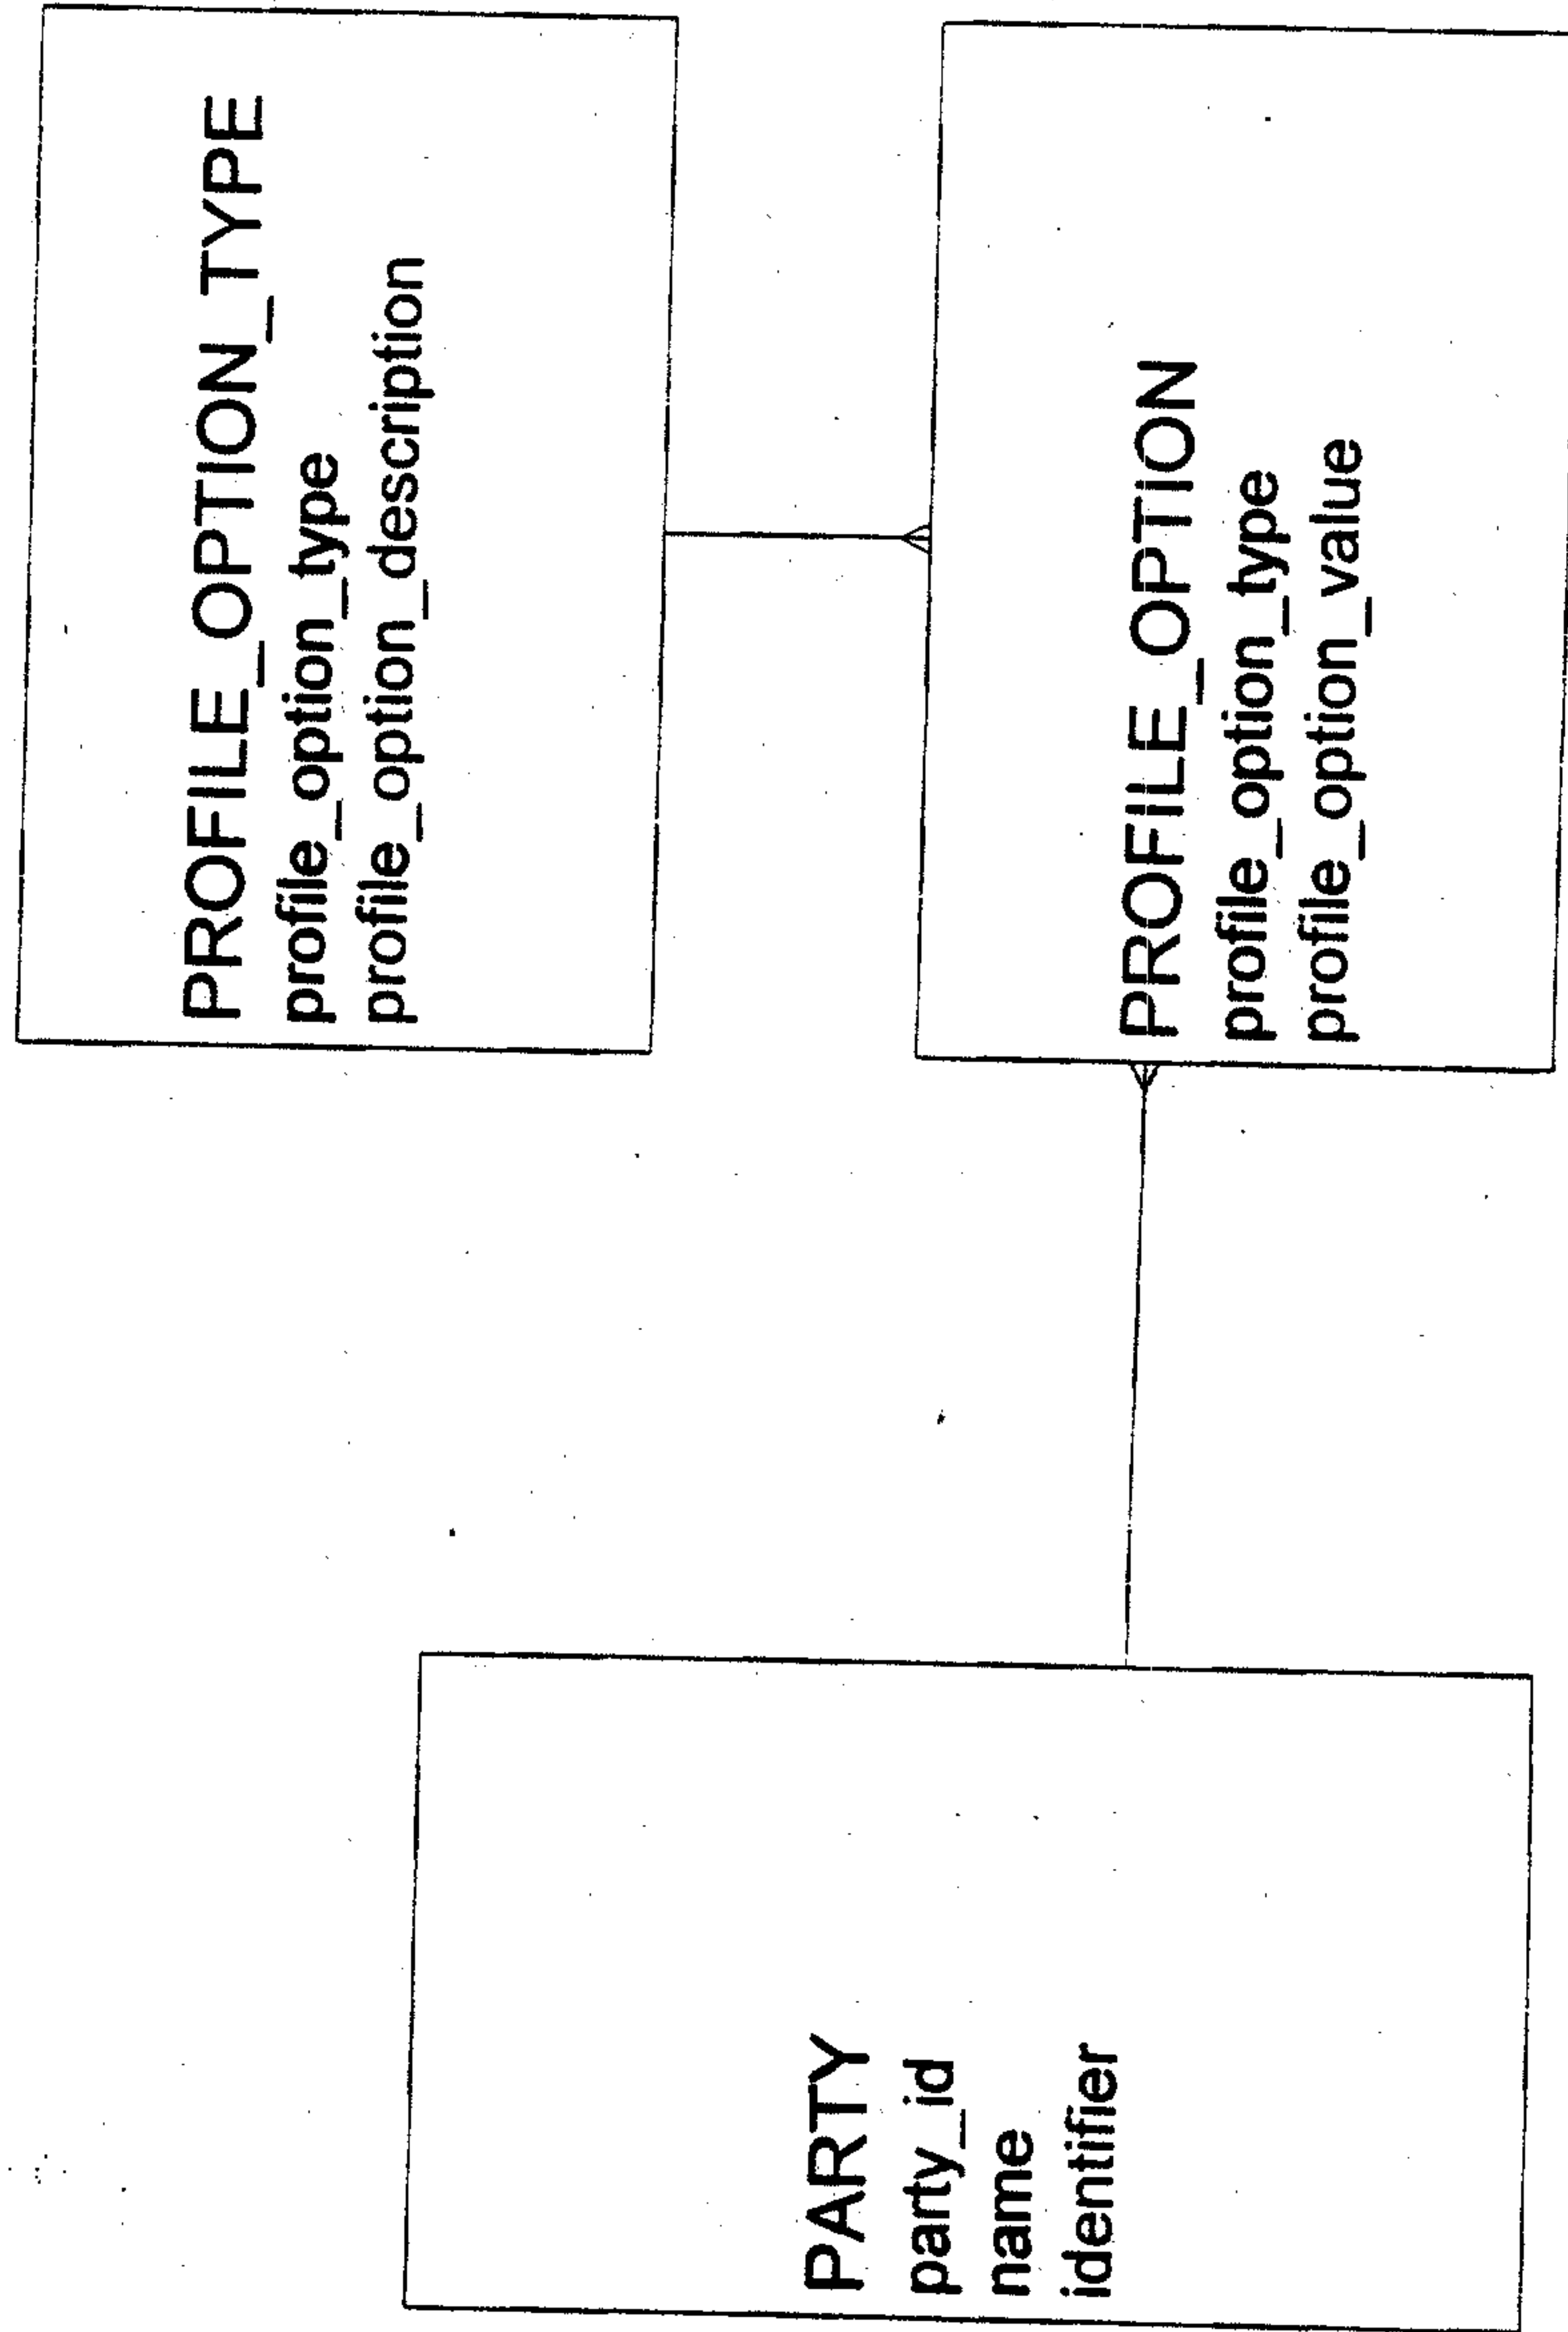 PROFILE_OPTION_TYPE
profile_option_type
profile_option_description
PARTY
party_id
name
identifier
PROFILE_OPTION
profile_option_type
profile_option_value